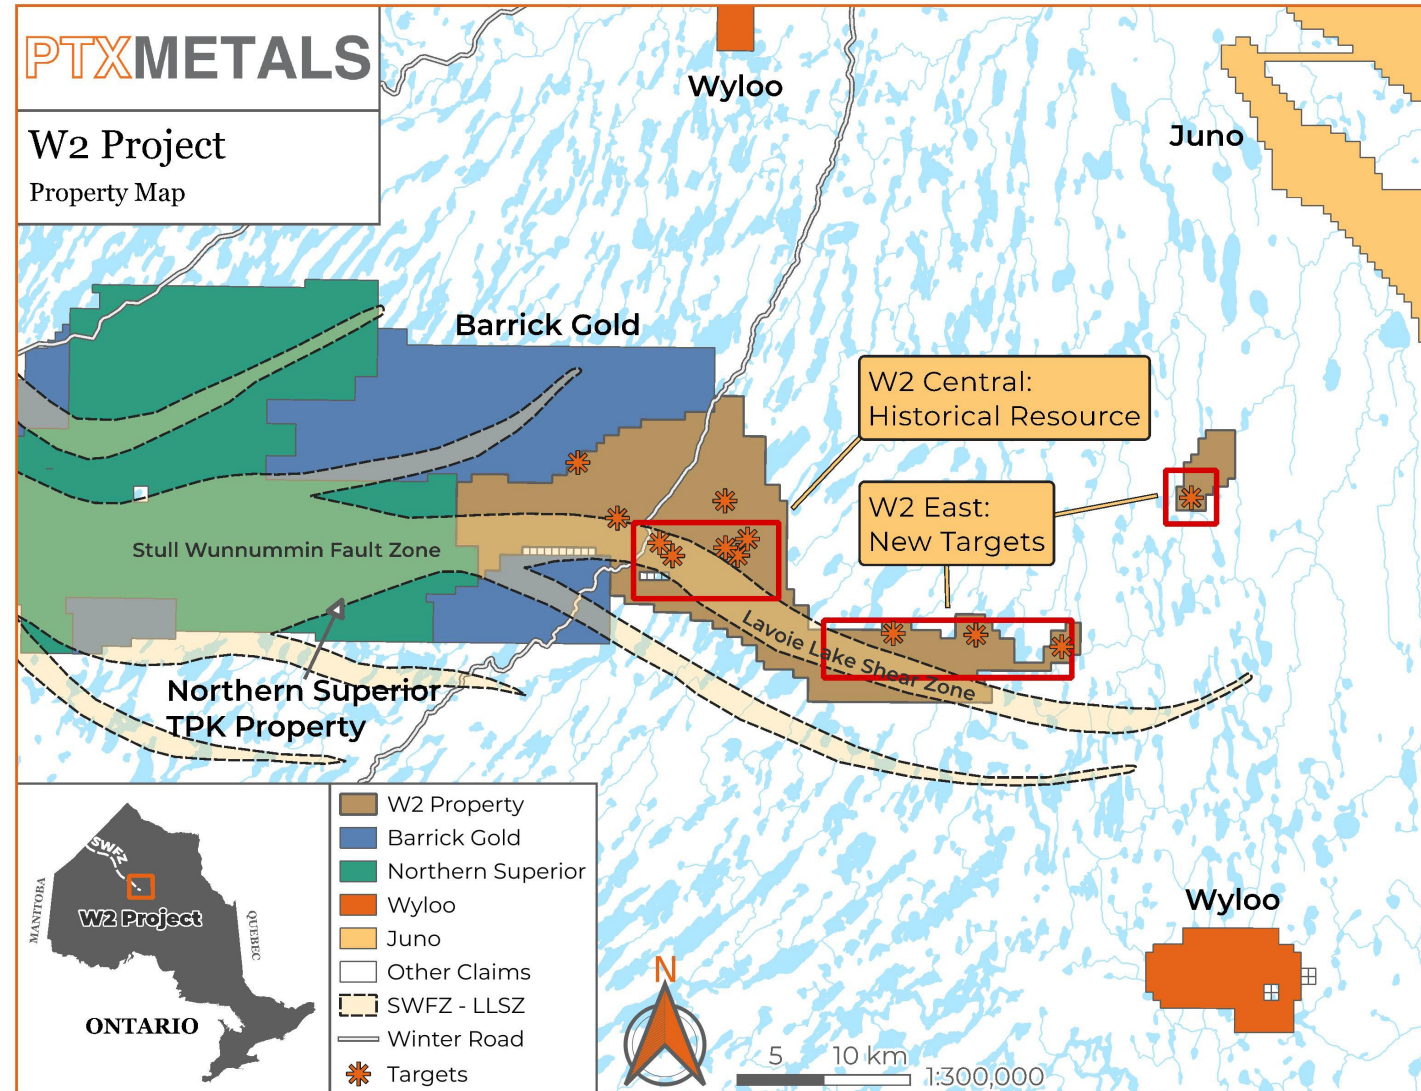 PTXMETALS
W2 Project
Property Map
Wyloo
Juno
Barrick Gold
W2 Central:
Historical Resource
W2 East:
New Targets
Stull Wunnummin Fault Zone
Lavoie Lake Shear Zone
Northern Superior
TPK Property
SWFZ
W2 Project
MANITOBA
QUEBEC
ONTARIO
W2 Property
Barrick Gold
Northern Superior
Wyloo
Juno
Other Claims
SWFZ - LLSZ
Winter Road
Targets
Wyloo
N
5 10 km
1:300,000